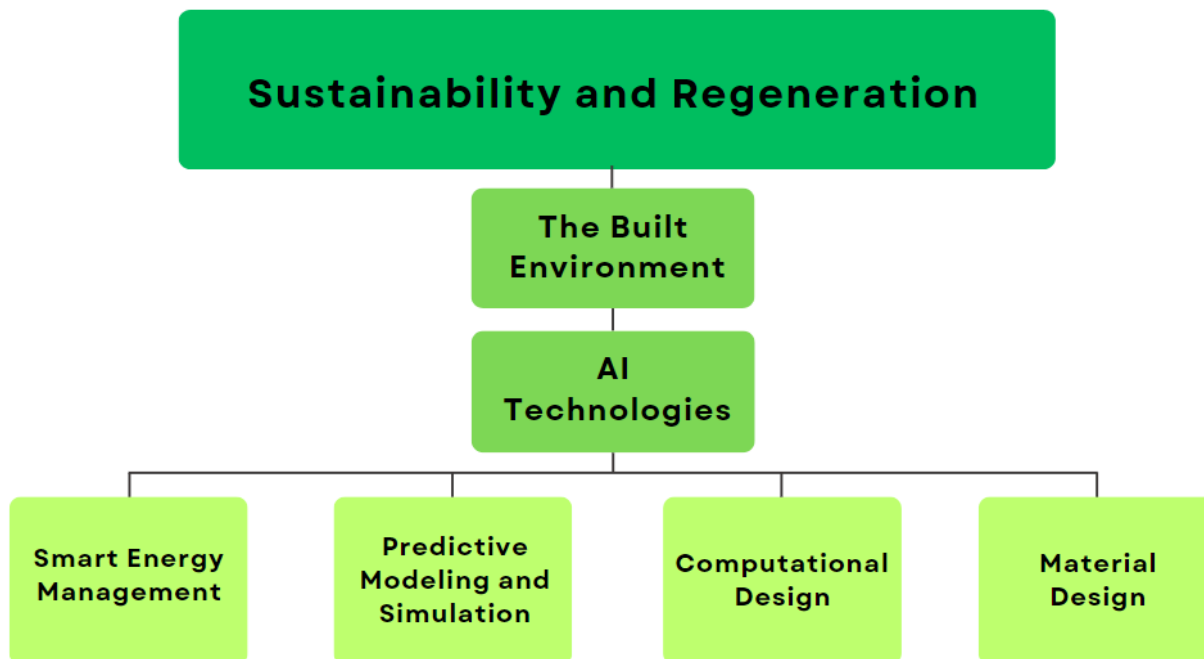 Sustainability and Regeneration
The Built
Environment
AI
Technologies
Smart Energy
Management
Predictive
Modeling and
Simulation
Computational
Design
Material
Design